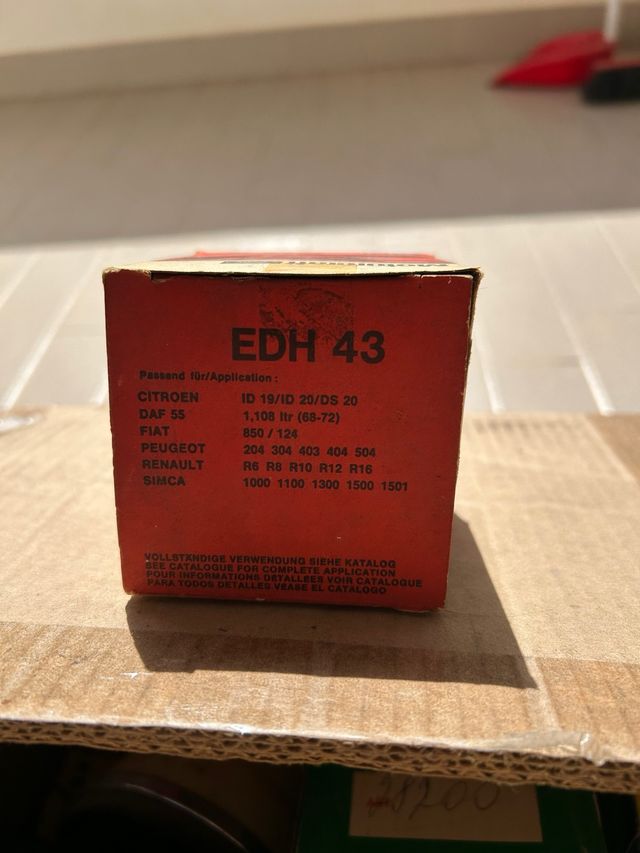 EDH 43
Passend für/Application:
CITROEN ID 19/ID 20/DS 20
DAF 55 1,108 ltr (68-72)
FIAT 850 / 124
PEUGEOT 204 304 403 404 504
RENAULT R6 R8 R10 R12 R16
SIMCA 1000 1100 1300 1500 1501
VOLLSTÄNDIGE VERWENDUNG SIEHE KATALOG
SEE CATALOGUE FOR COMPLETE APPLICATION
POUR INFORMATIONS DETAILLEES VOIR CATALOGUE
PARA TODOS DETALLES VEASE EL CATALOGO